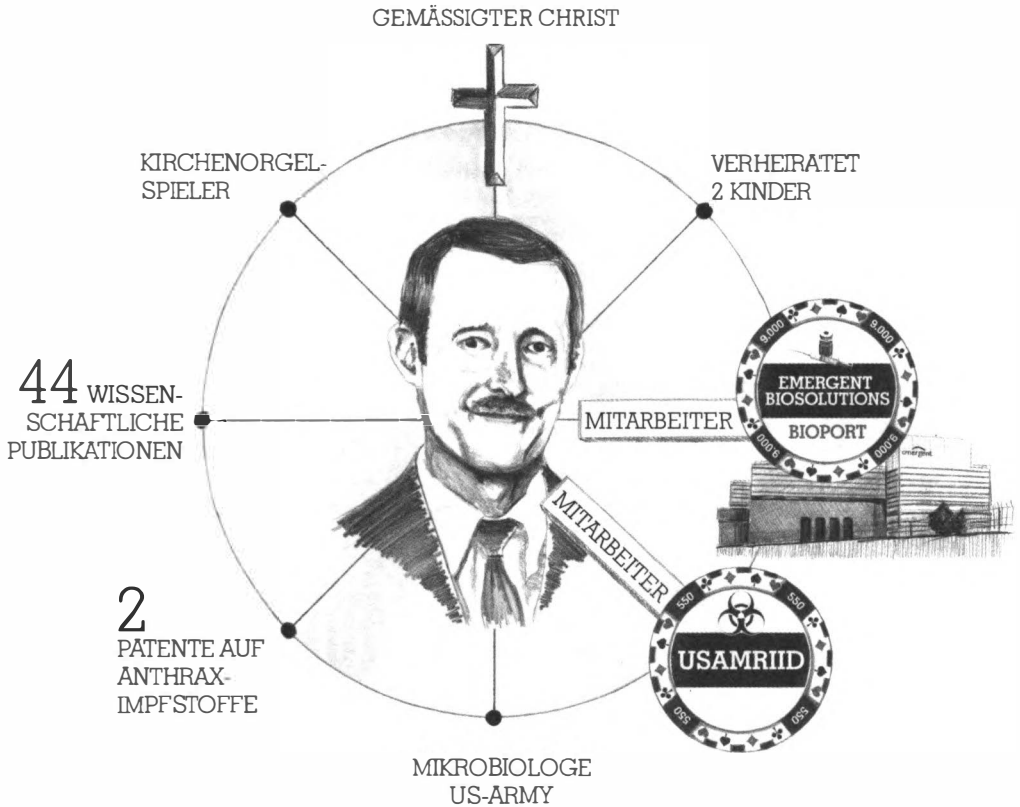 GEMÄSSIGTER CHRIST
KIRCHENORGEL-
SPIELER
VERHEIRATET
2 KINDER
44 WISSEN-
SCHAFTLICHE
PUBLIKATIONEN
MITARBEITER
9.000
9.000
EMERGENT
BIOSOLUTIONS
BIOPORT
9.000
9.000
emergent
MITARBEITER
550
550
USAMRIID
550
550
2
PATENTE AUF
ANTHRAX-
IMPFSTOFFE
MIKROBIOLOGE
US-ARMY